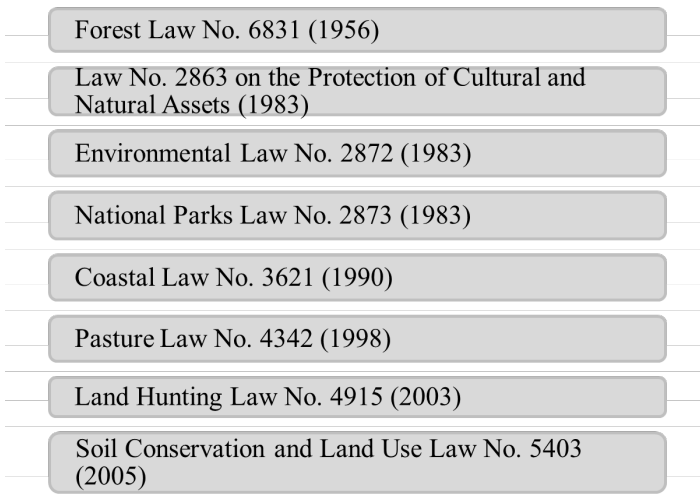 Forest Law No. 6831 (1956)
Law No. 2863 on the Protection of Cultural and
Natural Assets (1983)
Environmental Law No. 2872 (1983)
National Parks Law No. 2873 (1983)
Coastal Law No. 3621 (1990)
Pasture Law No. 4342 (1998)
Land Hunting Law No. 4915 (2003)
Soil Conservation and Land Use Law No. 5403
(2005)